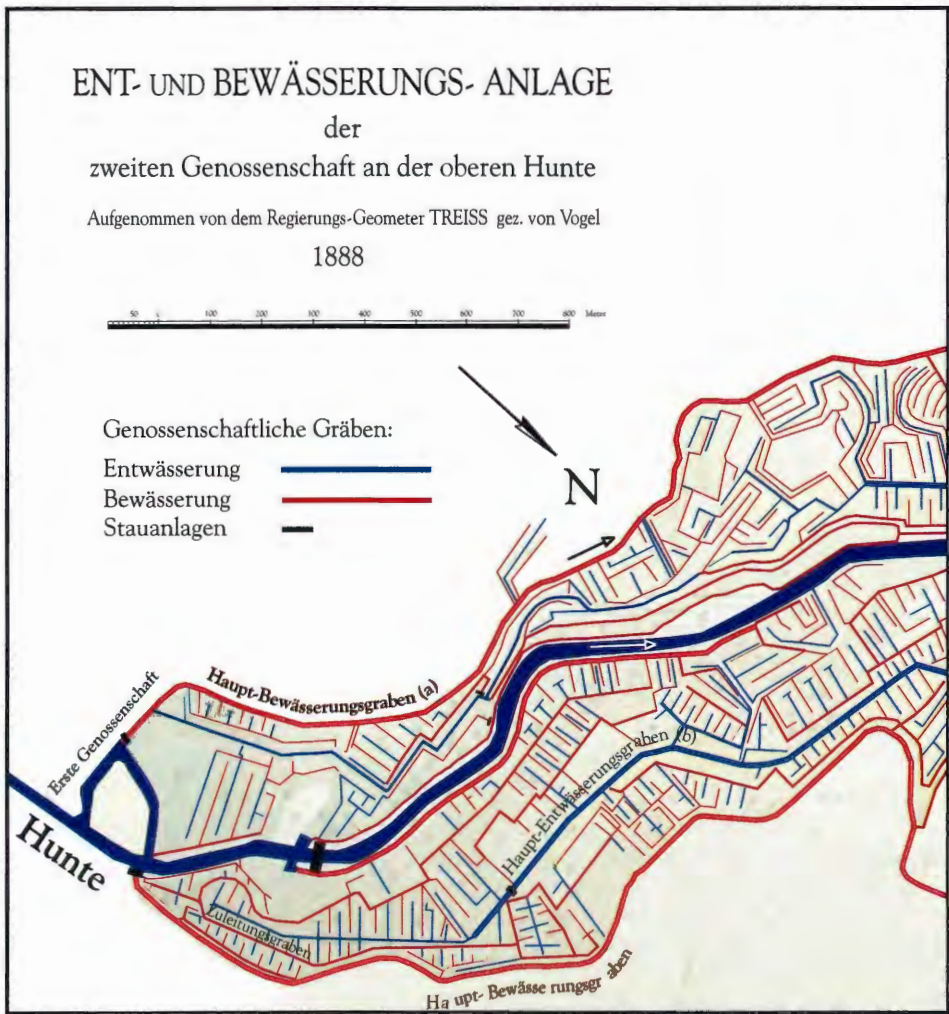 ENT- UND BEWÄSSERUNGS- ANLAGE
der
zweiten Genossenschaft an der oberen Hunte
Aufgenommen von dem Regierungs-Geometer TREISS gez. von Vogel
1888
50 0 100 200 300 400 500 600 700 800 Meter
Genossenschaftliche Gräben:
Entwässerung
Bewässerung
Stauanlagen
N
Erste Genossenschaft
Haupt-Bewässerungsgraben (a)
Hunte
Haupt-Entwässerungsgraben (b)
Zuleitungsgraben
Ha upt- Bewässe rungsgr aben